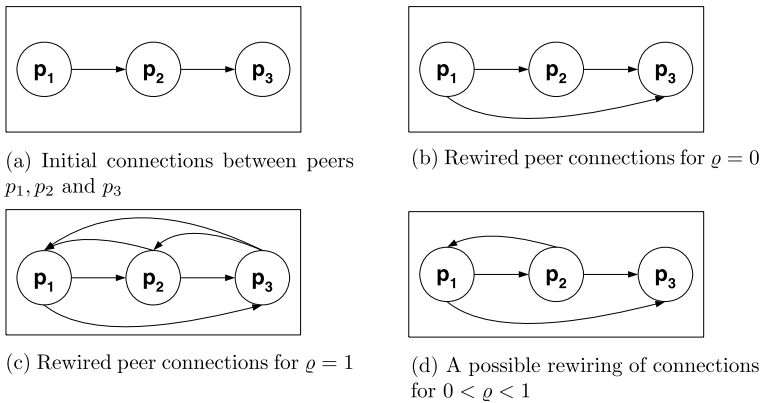 p1 p2 p3
(a) Initial connections between peers
p1, p2 and p3
p1 p2 p3
(b) Rewired peer connections for ϱ = 0
p1 p2 p3
(c) Rewired peer connections for ϱ = 1
p1 p2 p3
(d) A possible rewiring of connections
for 0 < ϱ < 1